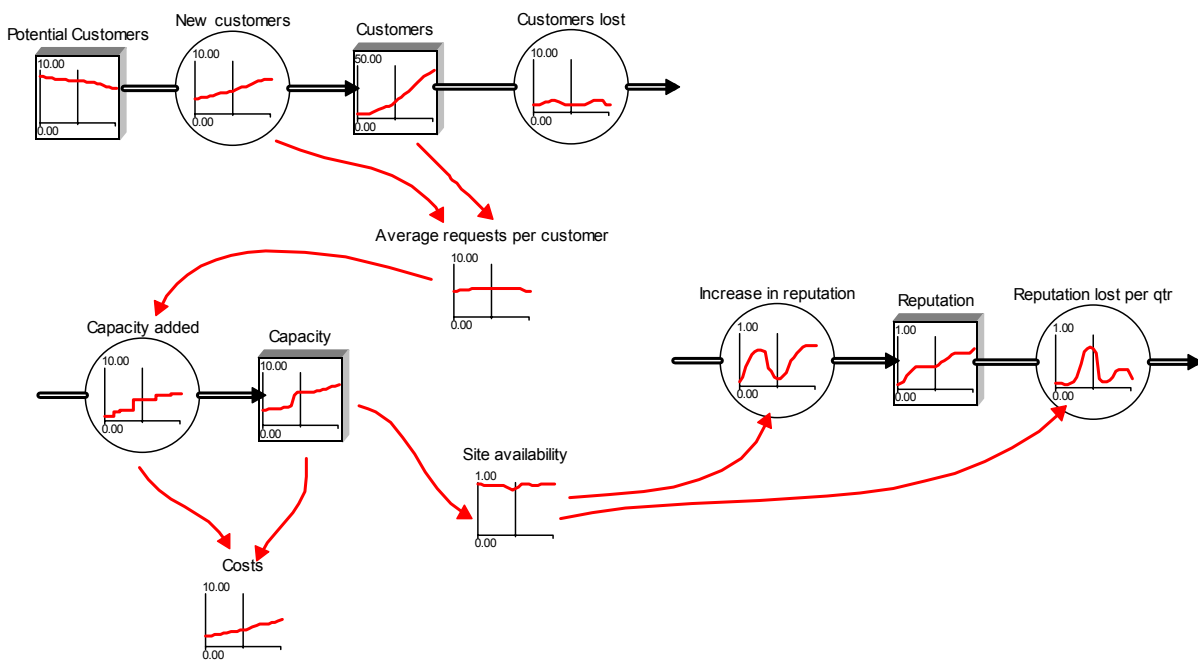 Potential Customers
10.00
0.00
New customers
10.00
0.00
Customers
50.00
0.00
Customers lost
10.00
0.00
Average requests per customer
10.00
0.00
Capacity added
10.00
0.00
Capacity
10.00
0.00
Site availability
1.00
0.00
Costs
10.00
0.00
Increase in reputation
1.00
0.00
Reputation
1.00
0.00
Reputation lost per qtr
1.00
0.00